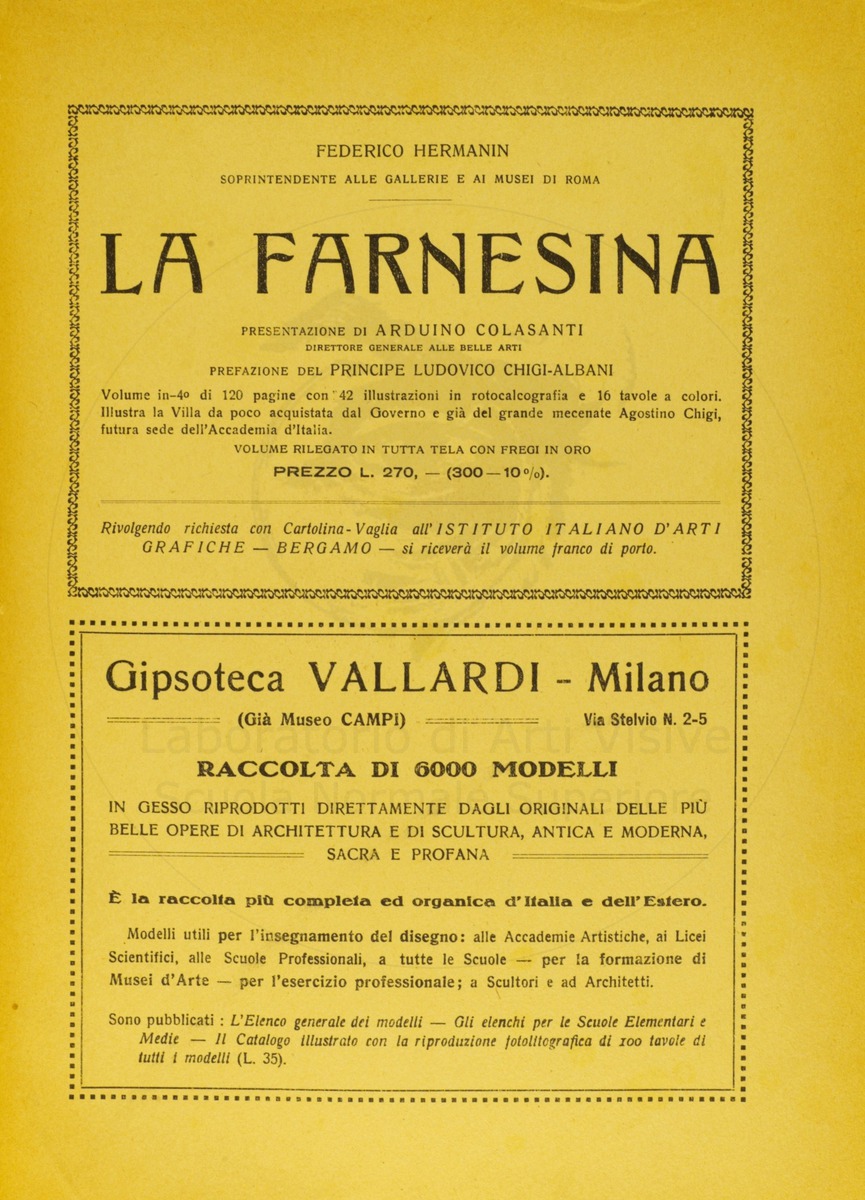 FEDERICO HERMANIN
SOPRINTENDENTE ALLE GALLERIE E AI MUSEI DI ROMA
LA FARNESINA
PRESENTAZIONE DI ARDUINO COLASANTI
DIRETTORE GENERALE ALLE BELLE ARTI
PREFAZIONE DEL PRINCIPE LUDOVICO CHIGI-ALBANI
Volume in-4º di 120 pagine con 42 illustrazioni in rotocalcografia e 16 tavole a colori.
Illustra la Villa da poco acquistata dal Governo e già del grande mecenate Agostino Chigi,
futura sede dell'Accademia d'Italia.
VOLUME RILEGATO IN TUTTA TELA CON FREGI IN ORO
PREZZO L. 270, — (300—10%).
Rivolgendo richiesta con Cartolina-Vaglia all'ISTITUTO ITALIANO D'ARTI
GRAFICHE — BERGAMO — si riceverà il volume franco di porto.
Gipsoteca VALLARDI - Milano
(Già Museo CAMPI) Via Stelvio N. 2-5
Laboratorio di Arti Visive
RACCOLTA DI 6000 MODELLI
IN GESSO RIPRODOTTI DIRETTAMENTE DAGLI ORIGINALI DELLE PIÙ
BELLE OPERE DI ARCHITETTURA E DI SCULTURA, ANTICA E MODERNA,
SACRA E PROFANA
È la raccolta più completa ed organica d'Italia e dell'Estero.
Modelli utili per l'insegnamento del disegno: alle Accademie Artistiche, ai Licei
Scientifici, alle Scuole Professionali, a tutte le Scuole — per la formazione di
Musei d'Arte — per l'esercizio professionale; a Scultori e ad Architetti.
Sono pubblicati : L'Elenco generale dei modelli — Gli elenchi per le Scuole Elementari e
Medie — Il Catalogo illustrato con la riproduzione fotolitografica di 100 tavole di
tutti i modelli (L. 35).